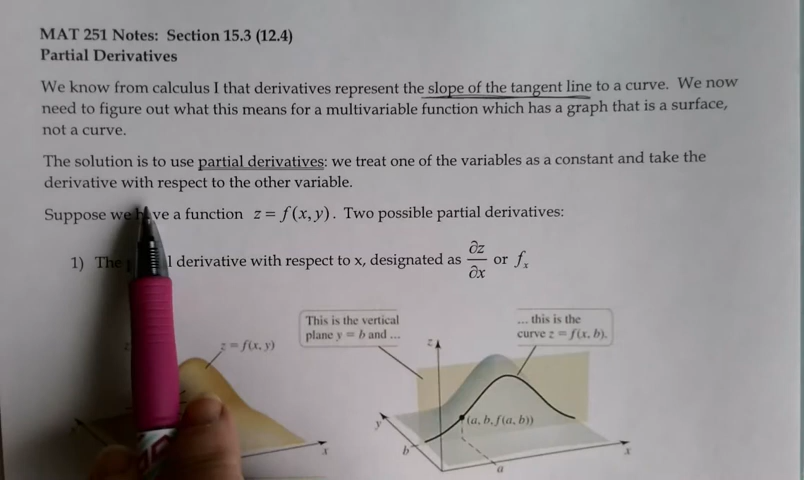 MAT 251 Notes: Section 15.3 (12.4)
Partial Derivatives
We know from calculus I that derivatives represent the slope of the tangent line to a curve. We now
need to figure out what this means for a multivariable function which has a graph that is a surface,
not a curve.
The solution is to use partial derivatives: we treat one of the variables as a constant and take the
derivative with respect to the other variable.
Suppose we have a function z = f(x, y). Two possible partial derivatives:
1) The l derivative with respect to x, designated as ∂z/∂x or fₓ
This is the vertical
plane y = b and ...
... this is the
curve z = f(x, b).
z = f(x, y)
z
(a, b, f(a, b))
y
b
x
a
x